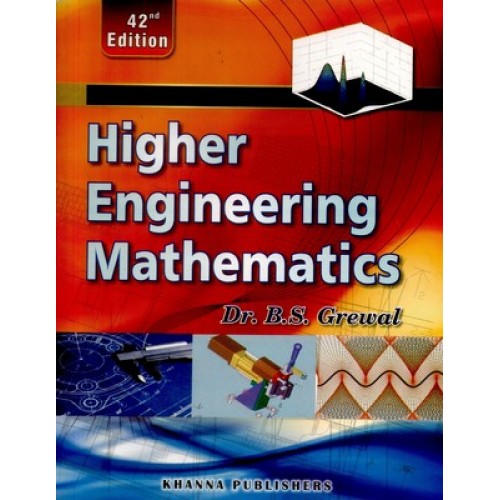 42nd
Edition
Higher
Engineering
Mathematics
Dr. B.S. Grewal
KHANNA PUBLISHERS